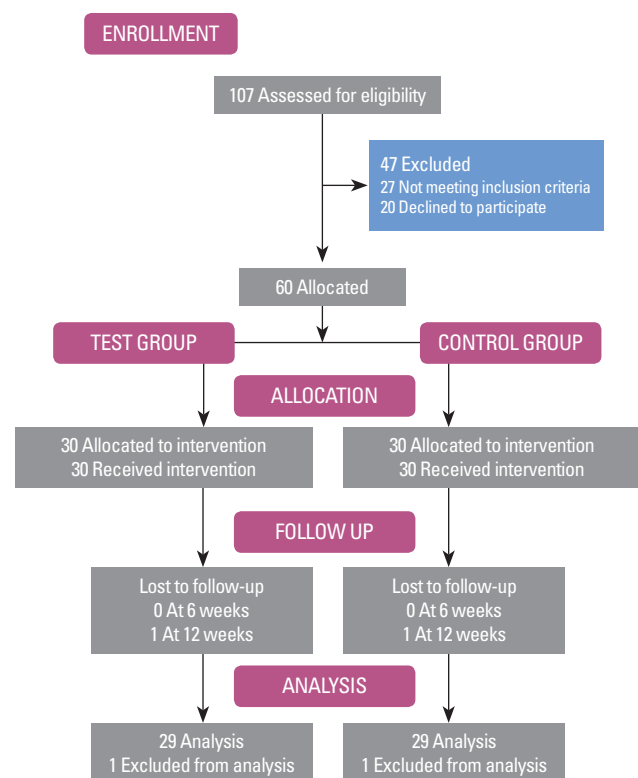 ENROLLMENT
107 Assessed for eligibility
47 Excluded
27 Not meeting inclusion criteria
20 Declined to participate
60 Allocated
TEST GROUP
CONTROL GROUP
ALLOCATION
30 Allocated to intervention
30 Received intervention
30 Allocated to intervention
30 Received intervention
FOLLOW UP
Lost to follow-up
0 At 6 weeks
1 At 12 weeks
Lost to follow-up
0 At 6 weeks
1 At 12 weeks
ANALYSIS
29 Analysis
1 Excluded from analysis
29 Analysis
1 Excluded from analysis